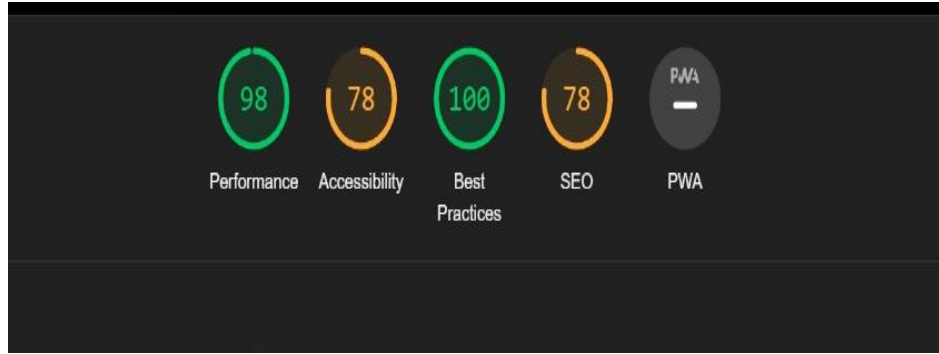 98 78 100 78 PWA
Performance Accessibility Best Practices SEO PWA